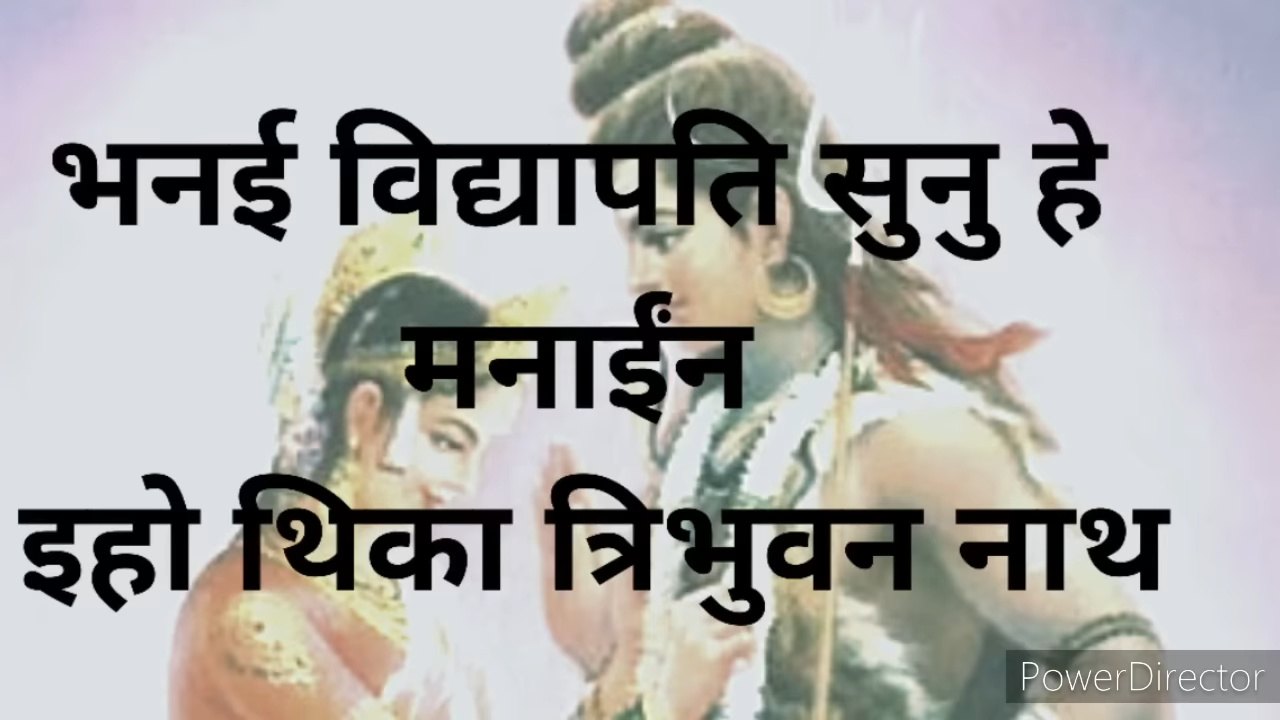 भनई विद्यापति सुनु हे
मनाईंन
इहो थिका त्रिभुवन नाथ
PowerDirector